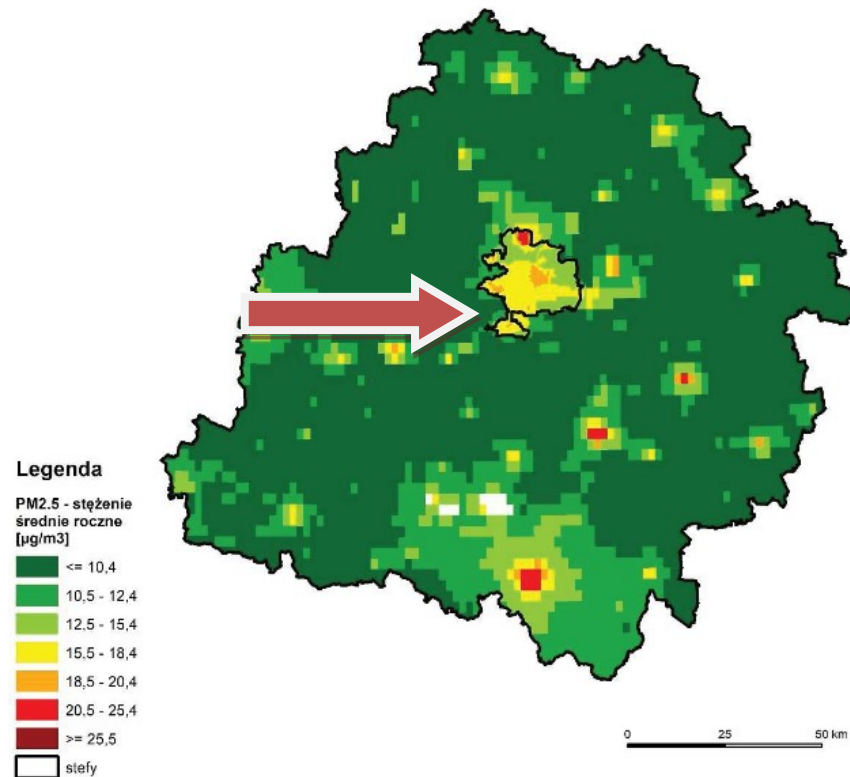 Legenda
PM2.5 - stężenie
średnie roczne
[µg/m3]
<= 10,4
10,5 - 12,4
12,5 - 15,4
15,5 - 18,4
18,5 - 20,4
20,5 - 25,4
>= 25,5
stefy
0 25 50 km